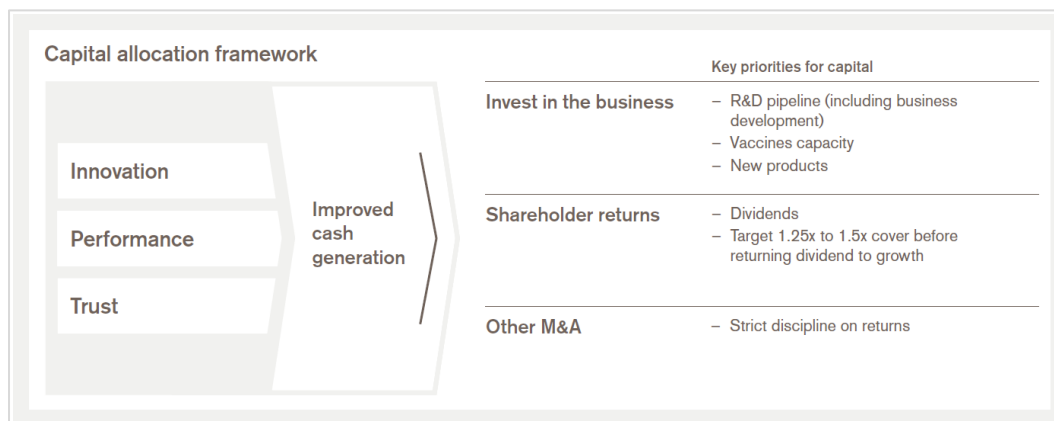 Capital allocation framework
Innovation
Performance
Trust
Improved
cash
generation
Key priorities for capital
Invest in the business
– R&D pipeline (including business
development)
– Vaccines capacity
– New products
Shareholder returns
– Dividends
– Target 1.25x to 1.5x cover before
returning dividend to growth
Other M&A
– Strict discipline on returns